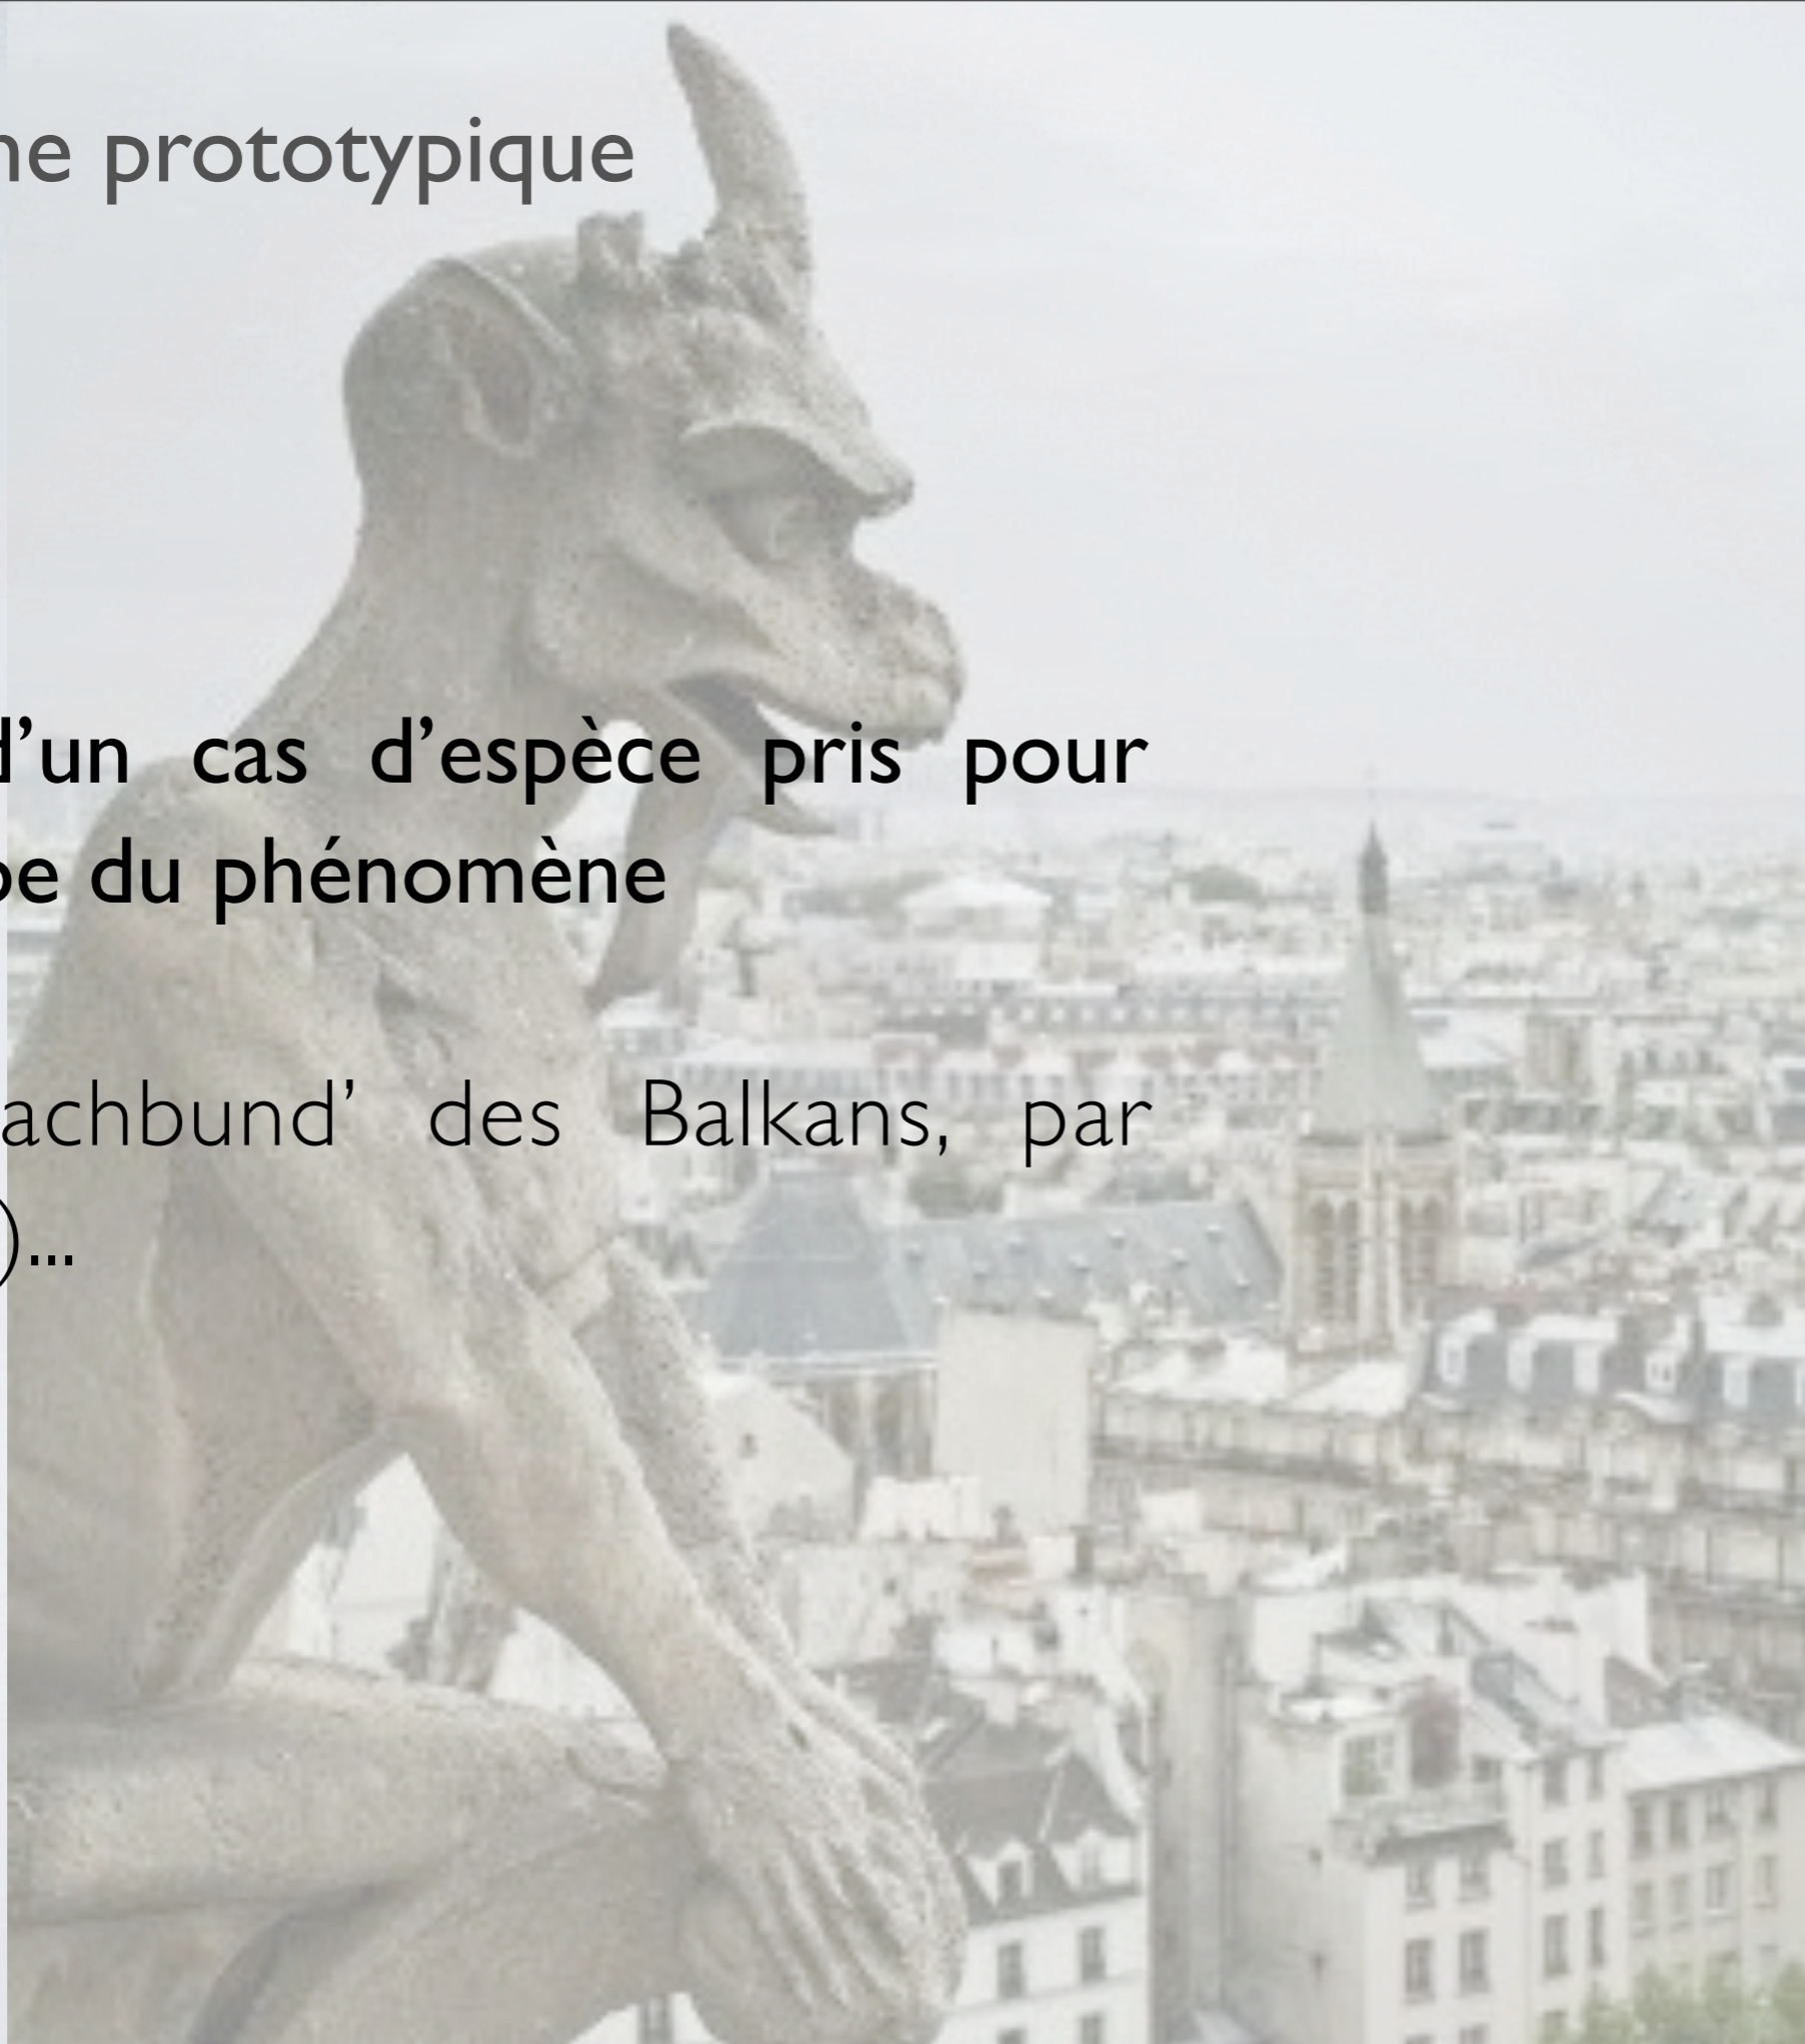 ne prototypique
d’un cas d’espèce pris pour
pe du phénomène
achbund’ des Balkans, par
)...